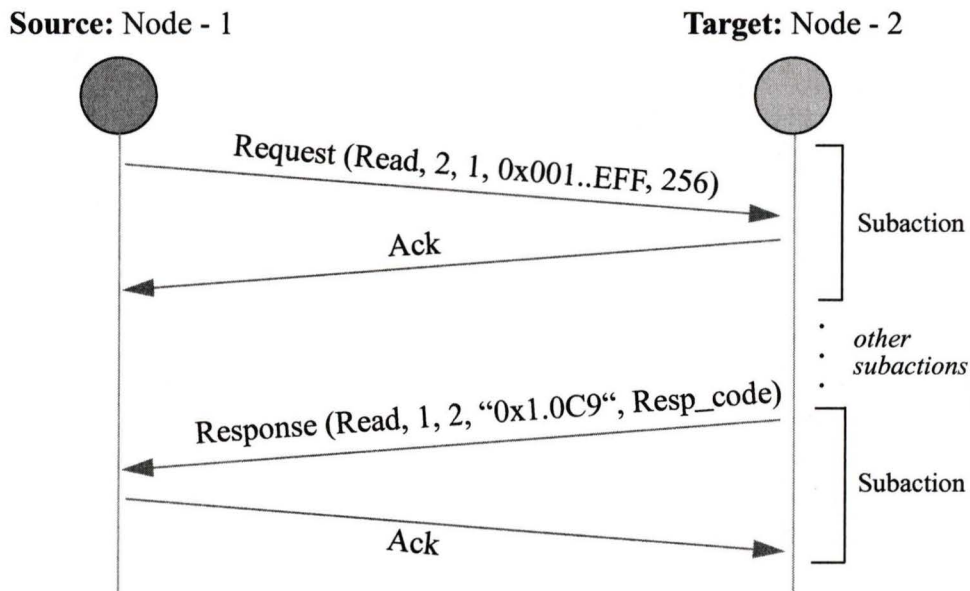 Source: Node - 1
Target: Node - 2
Request (Read, 2, 1, 0x001..EFF, 256)
Ack
Subaction
other
subactions
Response (Read, 1, 2, “0x1.0C9“, Resp_code)
Ack
Subaction